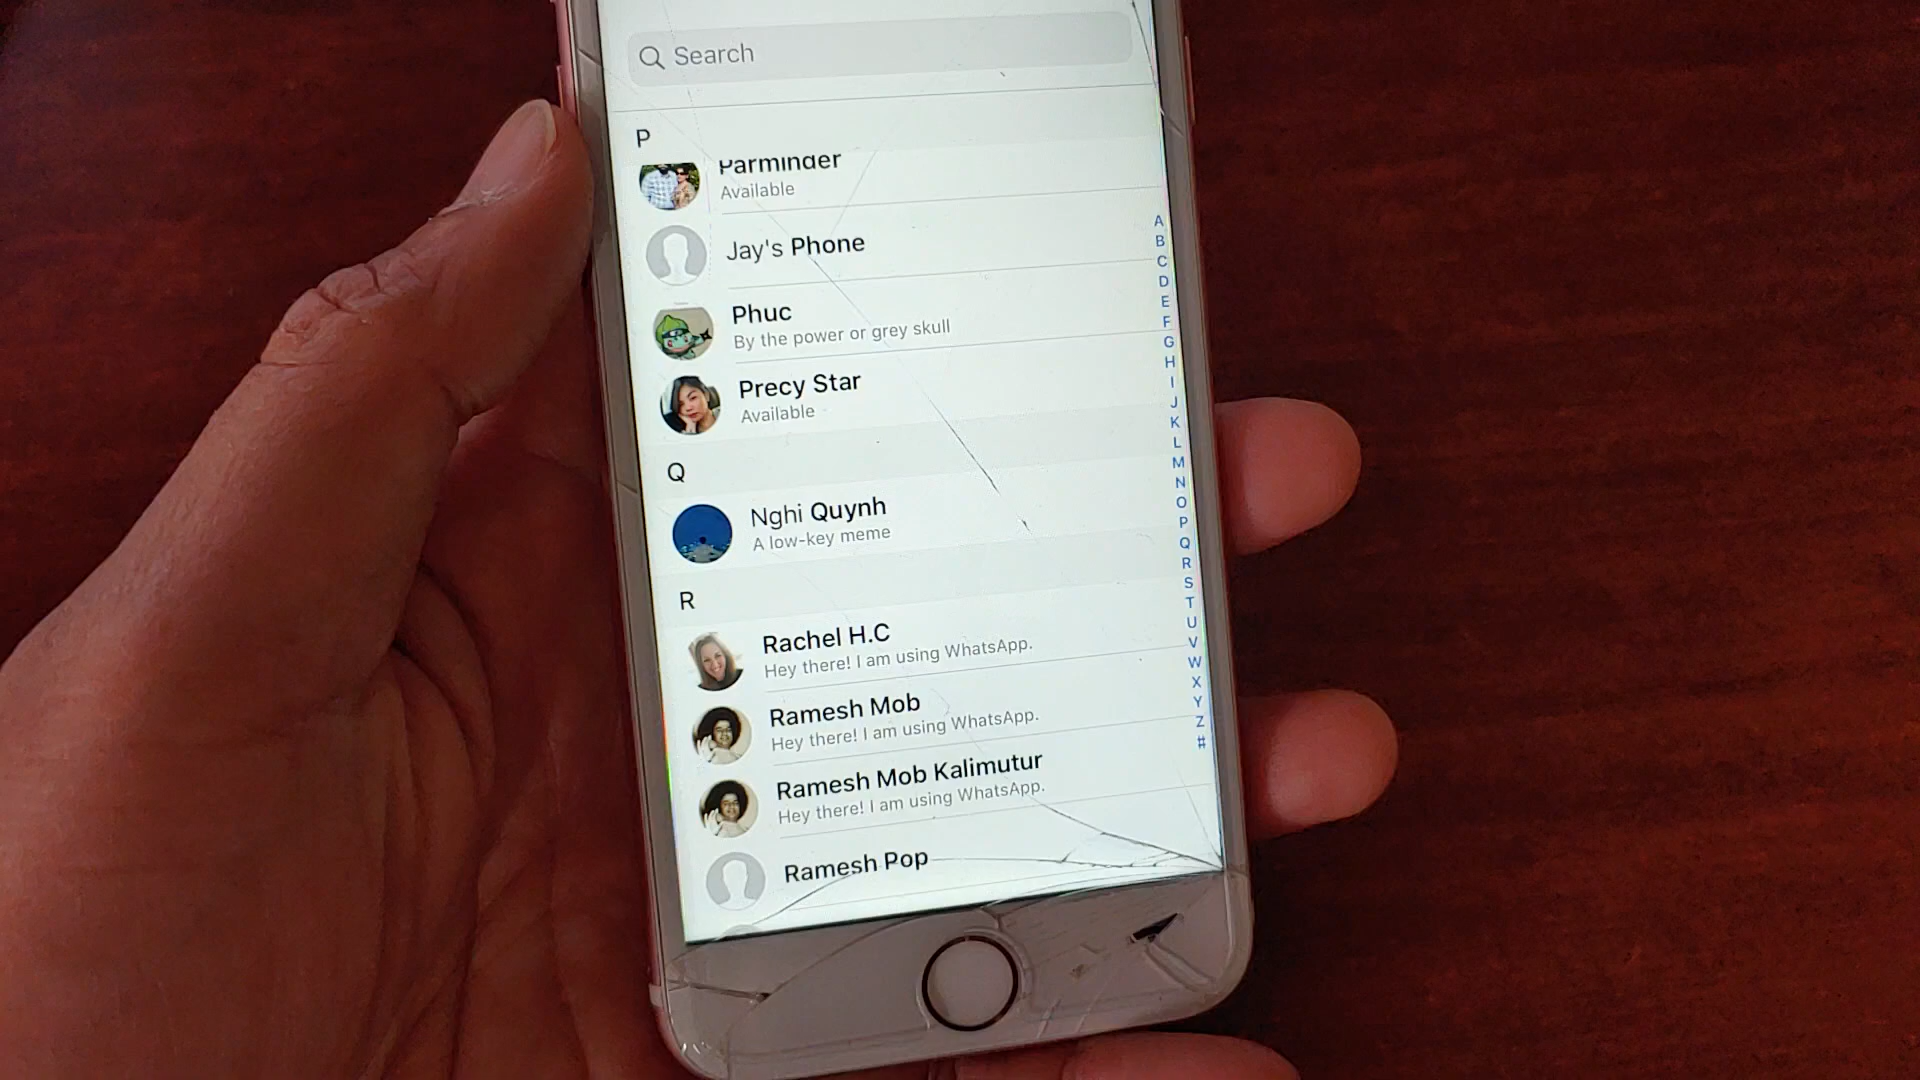 Search
P
Parminder
Available
Jay's Phone
Phuc
By the power or grey skull
Precy Star
Available
Q
Nghi Quynh
A low-key meme
R
Rachel H.C
Hey there! I am using WhatsApp.
Ramesh Mob
Hey there! I am using WhatsApp.
Ramesh Mob Kalimutur
Hey there! I am using WhatsApp.
Ramesh Pop
A
B
C
D
E
F
G
H
I
J
K
L
M
N
O
P
Q
R
S
T
U
V
W
X
Y
Z
#